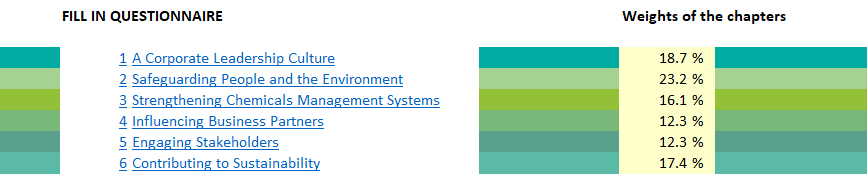 FILL IN QUESTIONNAIRE Weights of the chapters
1 A Corporate Leadership Culture 18.7 %
2 Safeguarding People and the Environment 23.2 %
3 Strengthening Chemicals Management Systems 16.1 %
4 Influencing Business Partners 12.3 %
5 Engaging Stakeholders 12.3 %
6 Contributing to Sustainability 17.4 %